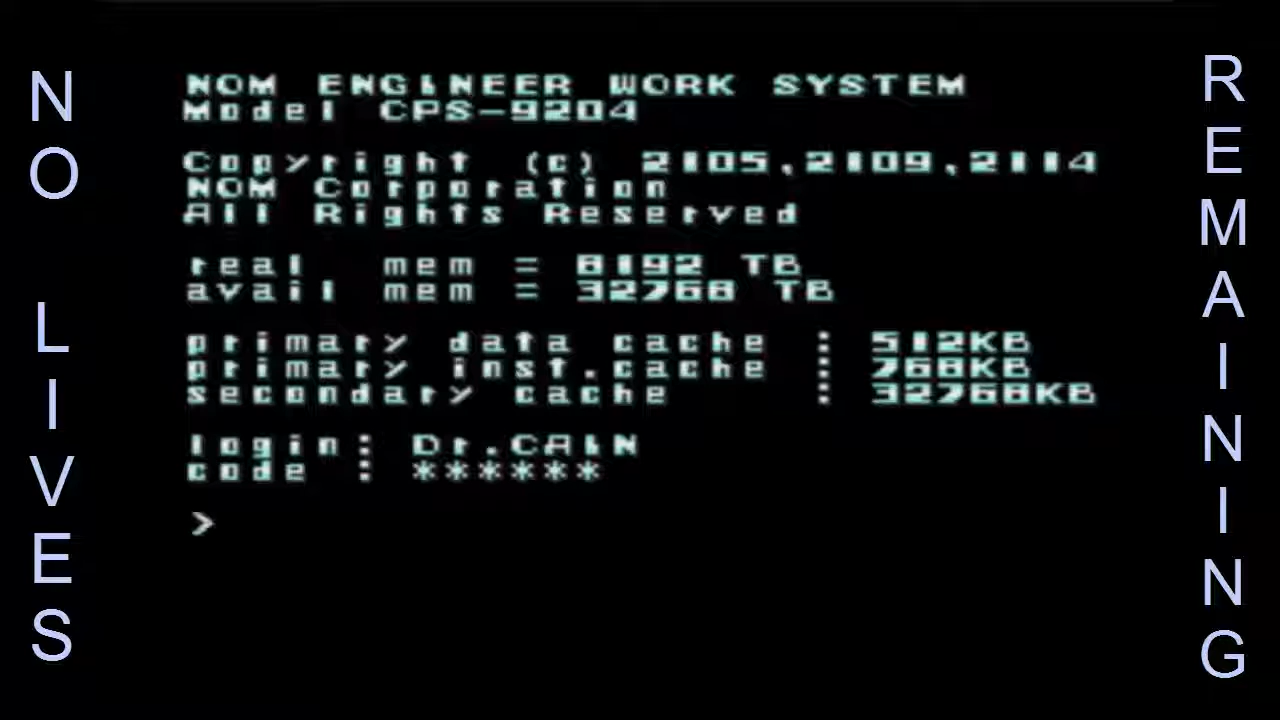 NO LIVES
NOM ENGINEER WORK SYSTEM
Model CPS-9204
Copyright (c) 2105,2109,2114
NOM Corporation
All Rights Reserved
real mem = 8192 TB
avail mem = 32768 TB
primary data cache : 512KB
primary inst.cache : 768KB
secondary cache : 32768KB
login: Dr.CAIN
code : ******
>
REMAINING